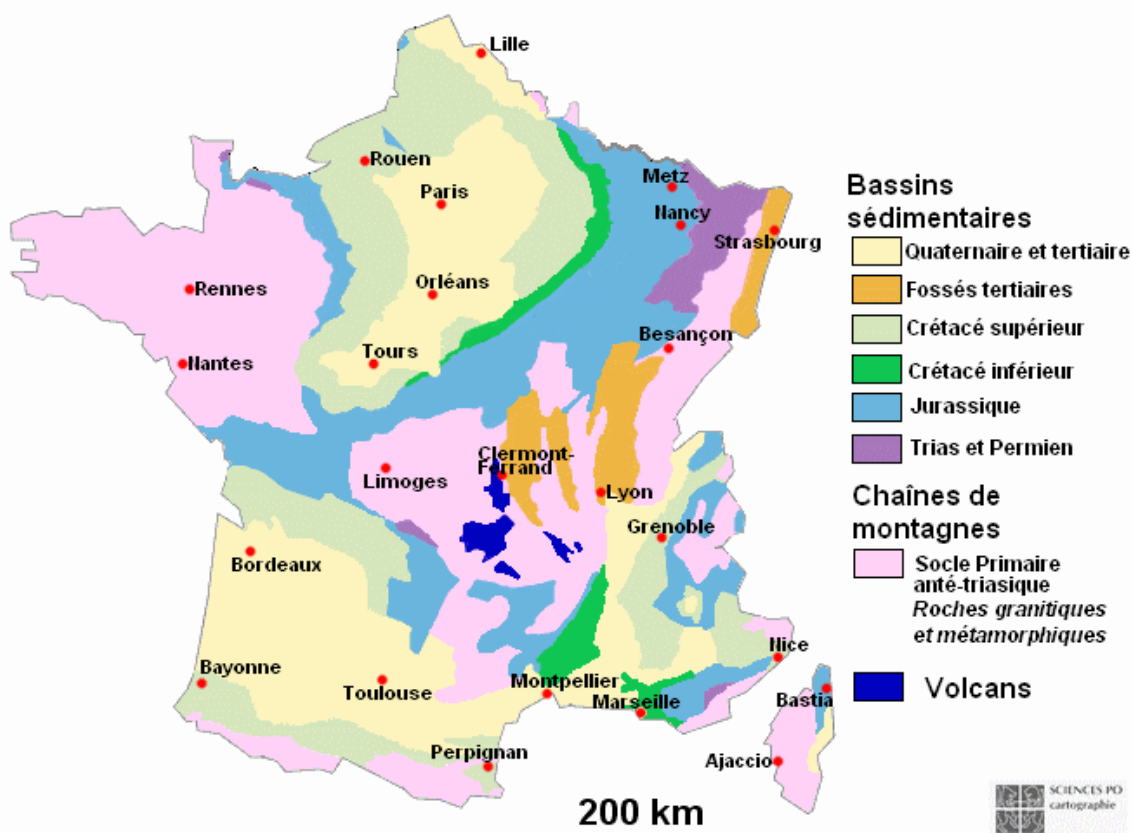 Lille
Rouen
Paris
Metz
Nancy
Strasbourg
Rennes
Orléans
Nantes
Tours
Besançon
Clermont-
Ferrand
Limoges
Lyon
Grenoble
Bordeaux
Bayonne
Toulouse
Montpellier
Marseille
Nice
Bastia
Perpignan
Ajaccio
200 km
Bassins
sédimentaires
Quaternaire et tertiaire
Fossés tertiaires
Crétacé supérieur
Crétacé inférieur
Jurassique
Trias et Permien
Chaînes de
montagnes
Socle Primaire
anté-triasique
Roches granitiques
et métamorphiques
Volcans
SCIENCES PO
cartographie